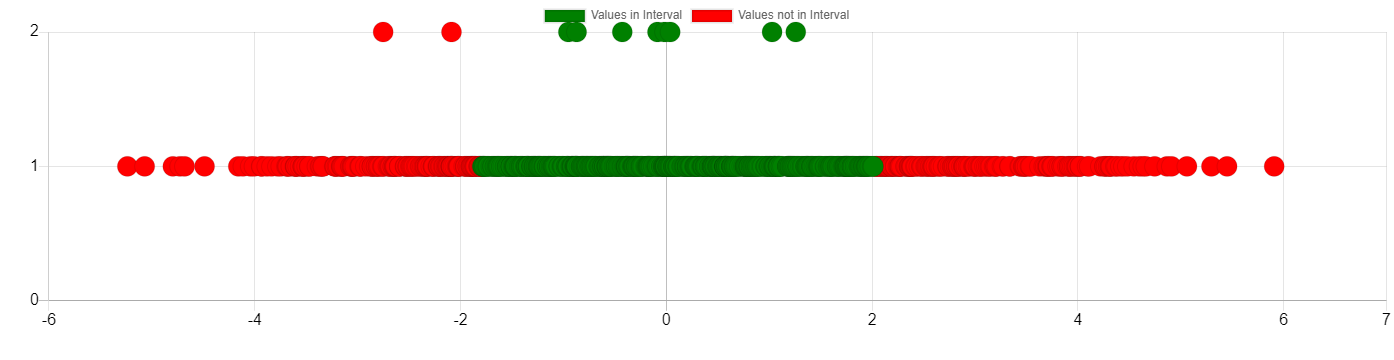 Values in Interval Values not in Interval
2
1
0
-6 -4 -2 0 2 4 6 7